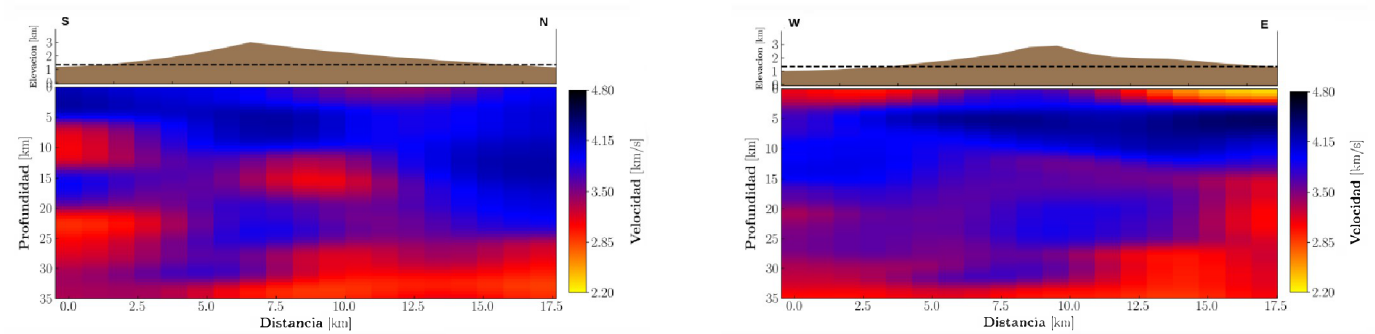 S N
Elevacion [km]
3
2
1
0
0
5
10
15
20
25
30
35
Profundidad [km]
0.0 2.5 5.0 7.5 10.0 12.5 15.0 17.5
Distancia [km]
4.80
4.15
3.50
2.85
2.20
Velocidad [km/s]
W E
Elevacion [km]
3
2
1
0
0
5
10
15
20
25
30
35
Profundidad [km]
0.0 2.5 5.0 7.5 10.0 12.5 15.0 17.5
Distancia [km]
4.80
4.15
3.50
2.85
2.20
Velocidad [km/s]